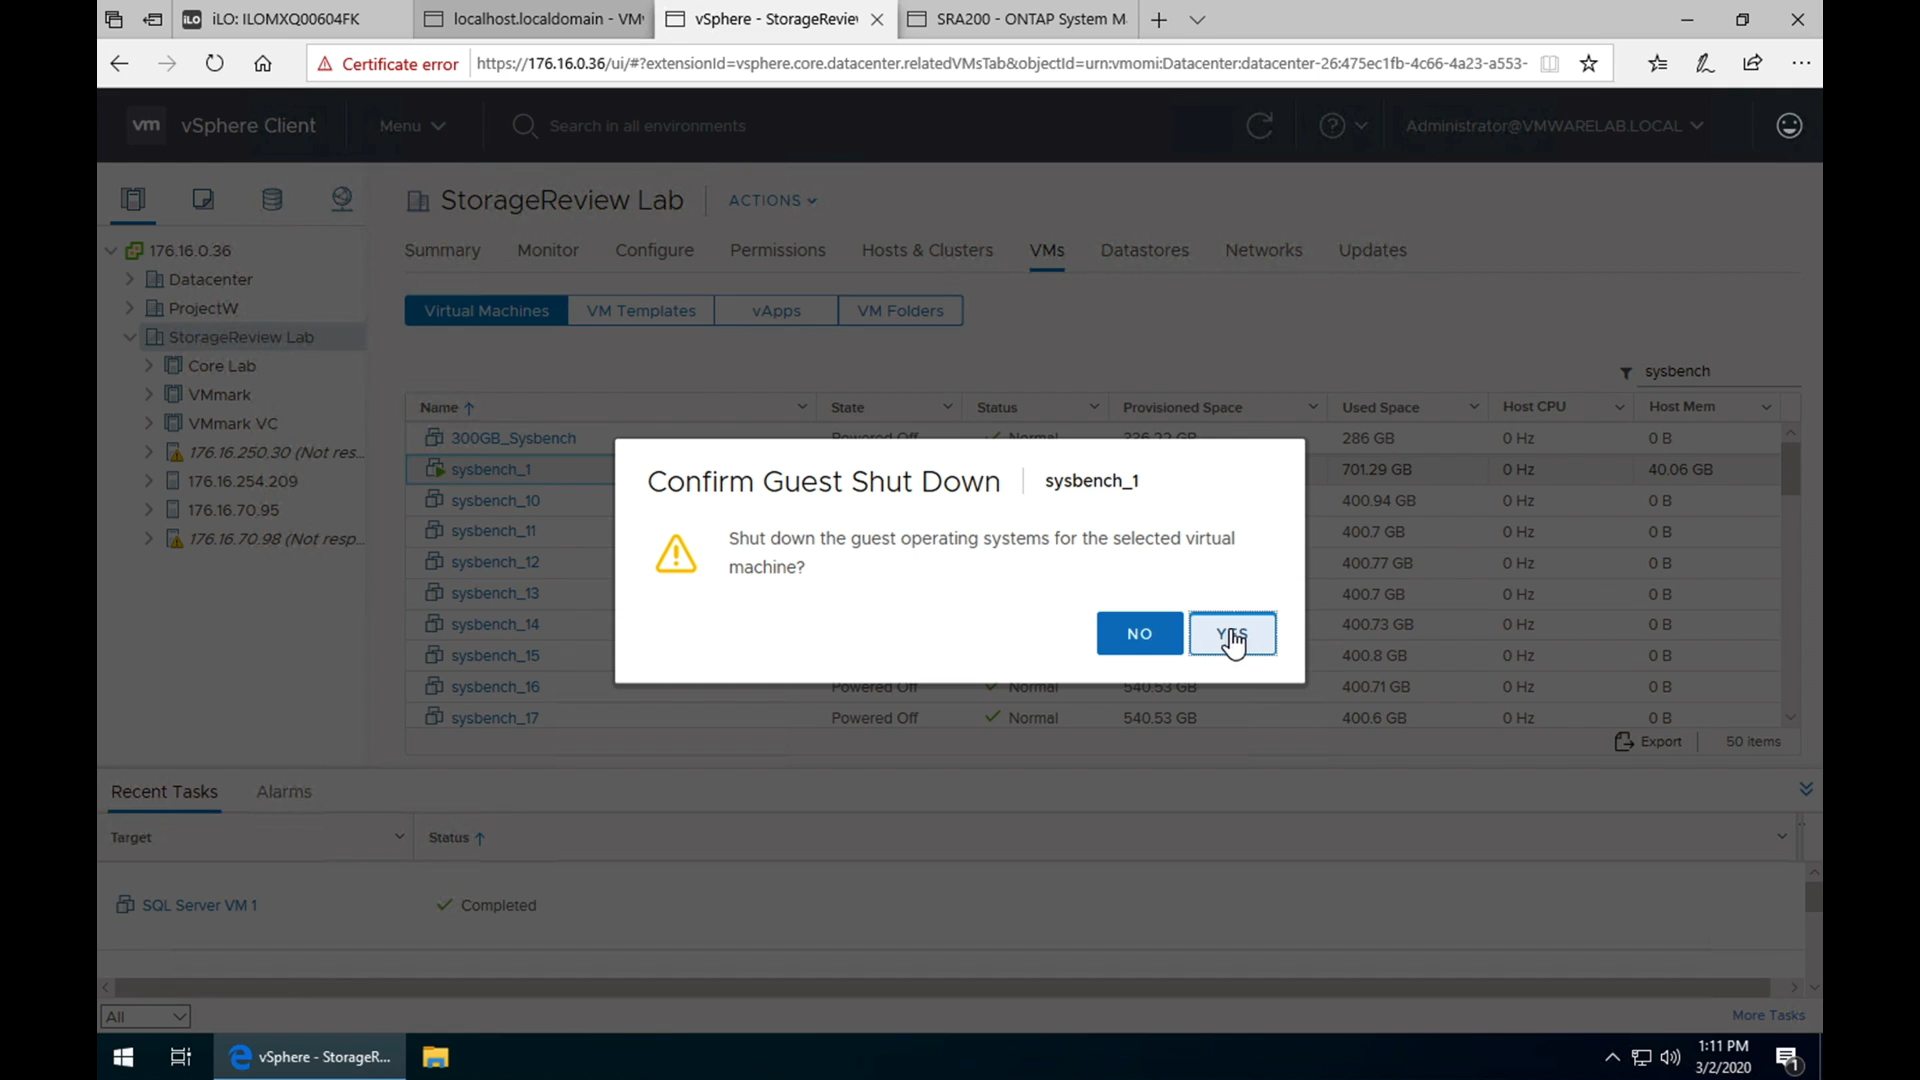 iLO: ILOMXQ00604FK
localhost.localdomain - VM
vSphere - StorageReview
SRA200 - ONTAP System M
Certificate error
https://176.16.0.36/ui/#?extensionId=vsphere.core.datacenter.relatedVMsTab&objectId=urn:vmomi:Datacenter:datacenter-26:475ec1fb-4c66-4a23-a553-
vm vSphere Client
Menu
Search in all environments
Administrator@VMWARELAB.LOCAL
StorageReview Lab
ACTIONS
Summary Monitor Configure Permissions Hosts & Clusters VMs Datastores Networks Updates
176.16.0.36
Datacenter
ProjectW
StorageReview Lab
Core Lab
VMmark
VMmark VC
176.16.250.30 (Not res...
176.16.254.209
176.16.70.95
176.16.70.98 (Not resp...
Virtual Machines VM Templates vApps VM Folders
sysbench
Name State Status Provisioned Space Used Space Host CPU Host Mem
300GB_Sysbench Powered Off Normal 336.22 GB 286 GB 0 Hz 0 B
sysbench_1 701.29 GB 0 Hz 40.06 GB
sysbench_10 400.94 GB 0 Hz 0 B
sysbench_11 400.7 GB 0 Hz 0 B
sysbench_12 400.77 GB 0 Hz 0 B
sysbench_13 400.7 GB 0 Hz 0 B
sysbench_14 400.73 GB 0 Hz 0 B
sysbench_15 400.8 GB 0 Hz 0 B
sysbench_16 Powered Off Normal 540.53 GB 400.71 GB 0 Hz 0 B
sysbench_17 Powered Off Normal 540.53 GB 400.6 GB 0 Hz 0 B
Export 50 items
Confirm Guest Shut Down sysbench_1
Shut down the guest operating systems for the selected virtual
machine?
NO YES
Recent Tasks Alarms
Target Status
SQL Server VM 1 Completed
All
More Tasks
vSphere - StorageR...
1:11 PM
3/2/2020
1